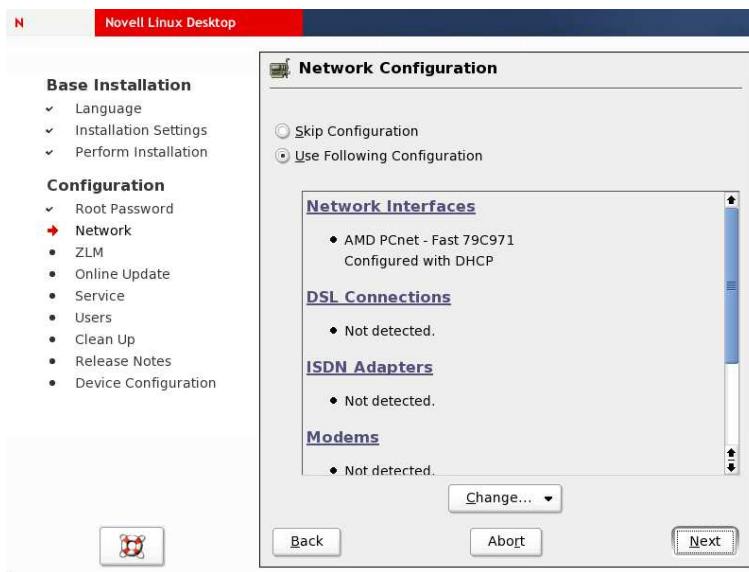 N
Novell Linux Desktop
Base Installation
Language
Installation Settings
Perform Installation
Configuration
Root Password
Network
ZLM
Online Update
Service
Users
Clean Up
Release Notes
Device Configuration
Network Configuration
Skip Configuration
Use Following Configuration
Network Interfaces
AMD PCnet - Fast 79C971
Configured with DHCP
DSL Connections
Not detected.
ISDN Adapters
Not detected.
Modems
Not detected.
Change...
Back
Abort
Next